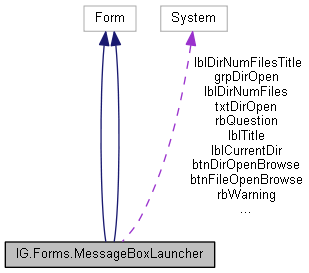 Form
System
lblDirNumFilesTitle
grpDirOpen
lblDirNumFiles
txtDirOpen
rbQuestion
lblTitle
lblCurrentDir
btnDirOpenBrowse
btnFileOpenBrowse
rbWarning
...
IG.Forms.MessageBoxLauncher